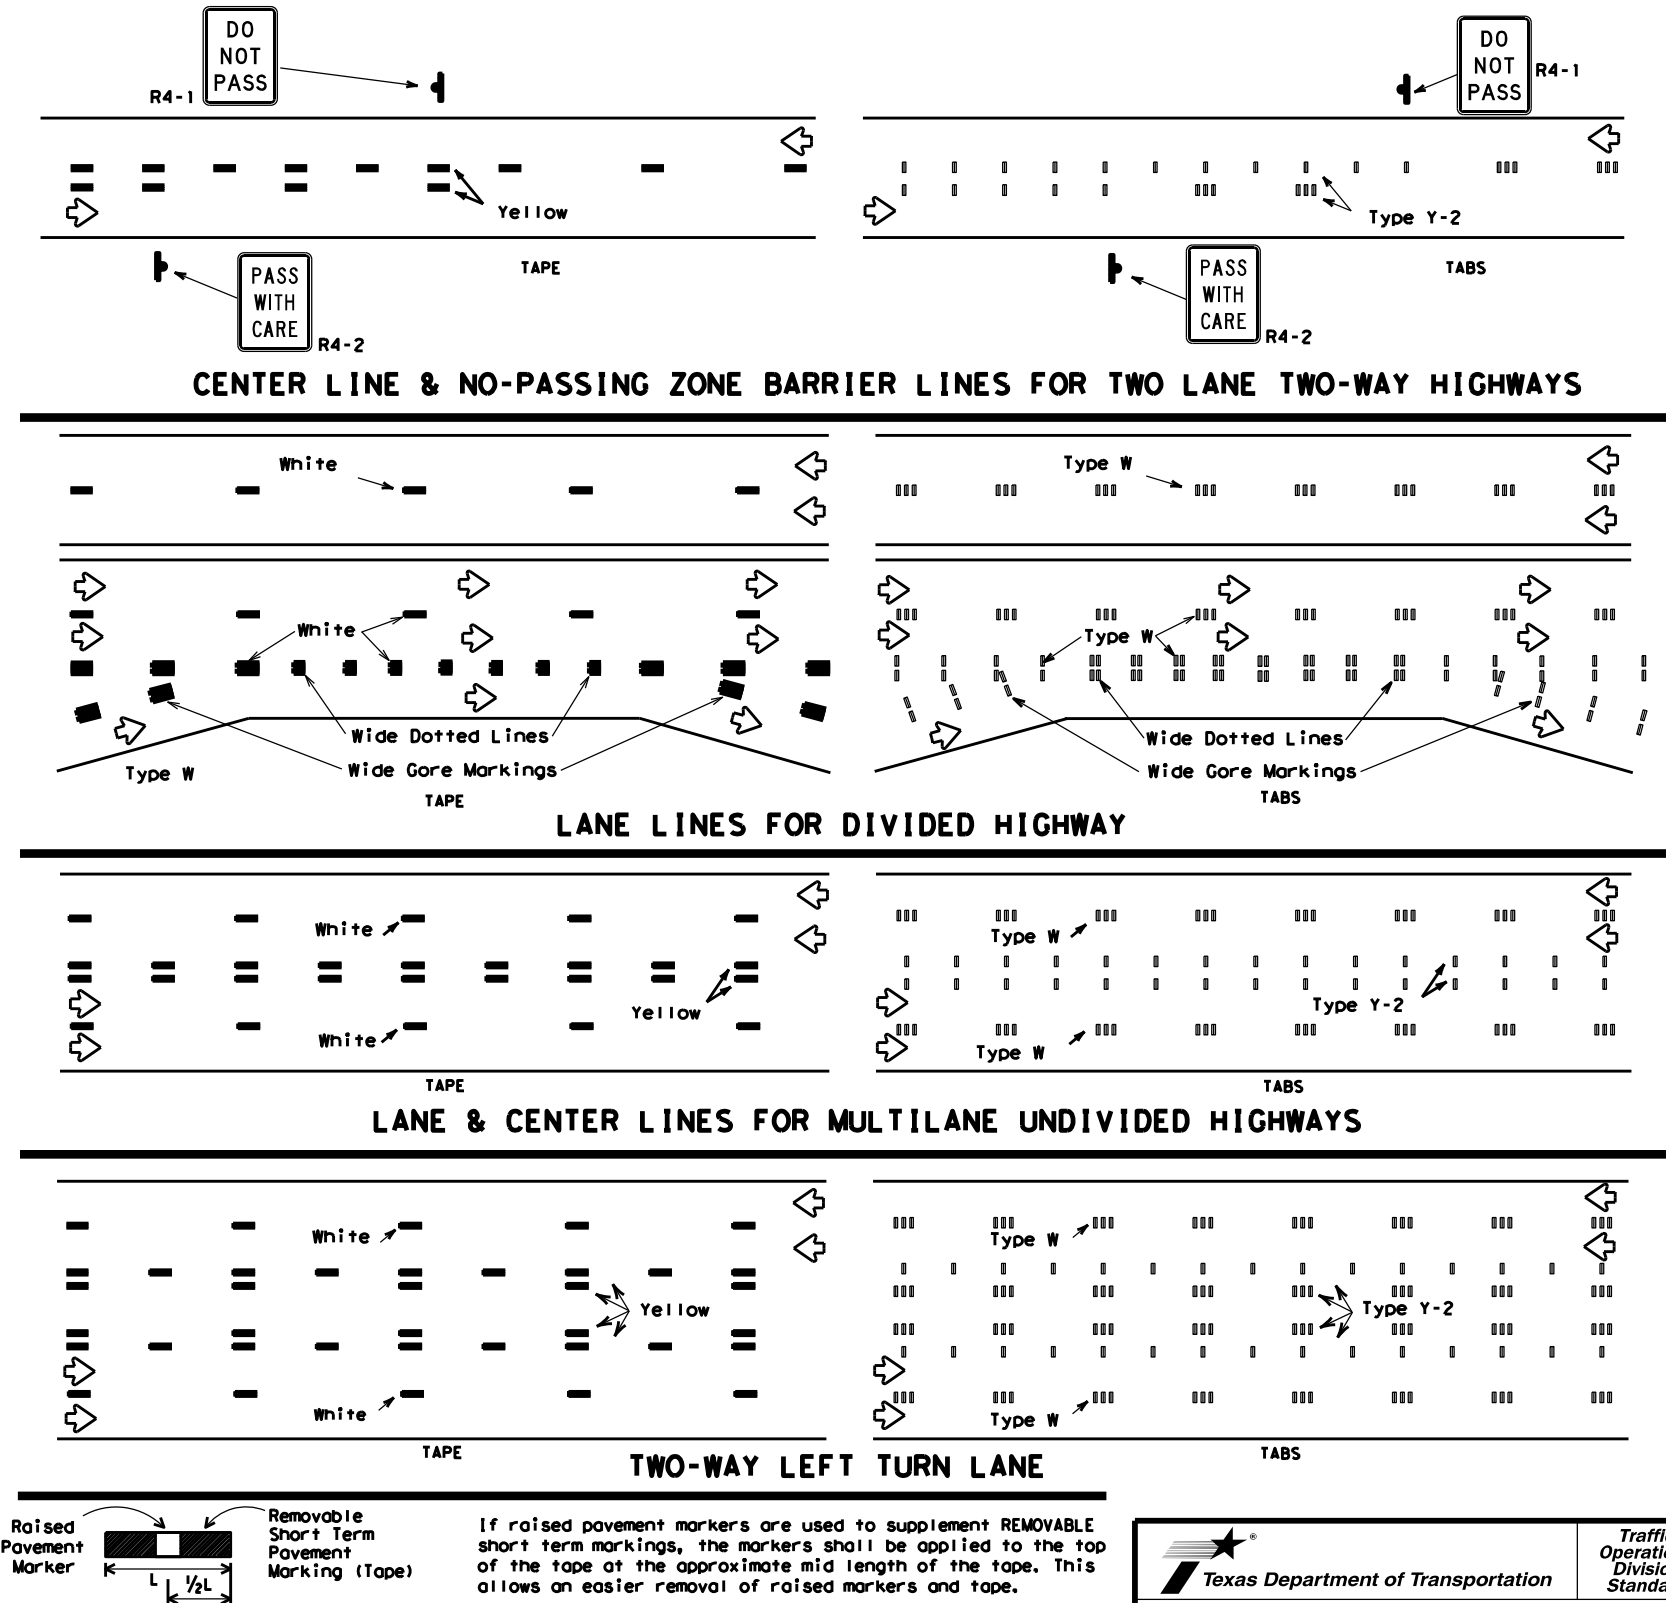 DO
NOT
PASS
R4-1
Yellow
PASS
WITH
CARE
R4-2
TAPE
DO
NOT
PASS
R4-1
Type Y-2
PASS
WITH
CARE
R4-2
TABS
CENTER LINE & NO-PASSING ZONE BARRIER LINES FOR TWO LANE TWO-WAY HIGHWAYS
White
White
Wide Dotted Lines
Wide Gore Markings
Type W
TAPE
Type W
Type W
Wide Dotted Lines
Wide Gore Markings
TABS
LANE LINES FOR DIVIDED HIGHWAY
White
Yellow
White
TAPE
Type W
Type Y-2
Type W
TABS
LANE & CENTER LINES FOR MULTILANE UNDIVIDED HIGHWAYS
White
Yellow
White
TAPE
Type W
Type Y-2
Type W
TABS
TWO-WAY LEFT TURN LANE
Raised
Pavement
Marker
Removable
Short Term
Pavement
Marking (Tape)
L
½L
If raised pavement markers are used to supplement REMOVABLE
short term markings, the markers shall be applied to the top
of the tape at the approximate mid length of the tape. This
allows an easier removal of raised markers and tape.
®
Texas Department of Transportation